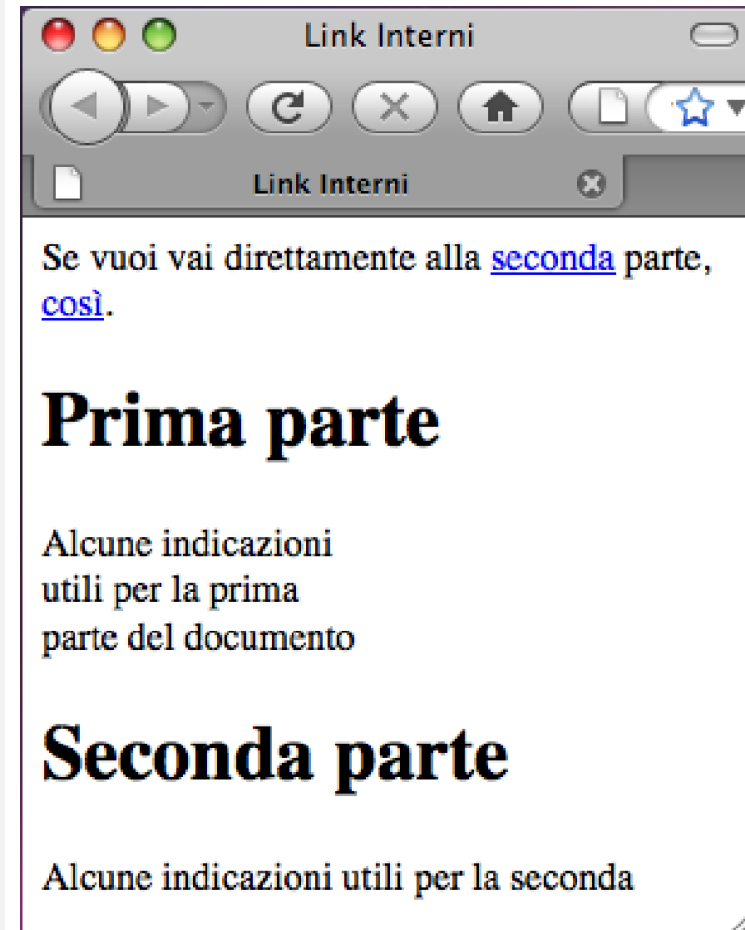 Link Interni
Link Interni
Se vuoi vai direttamente alla seconda parte,
così.
Prima parte
Alcune indicazioni
utili per la prima
parte del documento
Seconda parte
Alcune indicazioni utili per la seconda